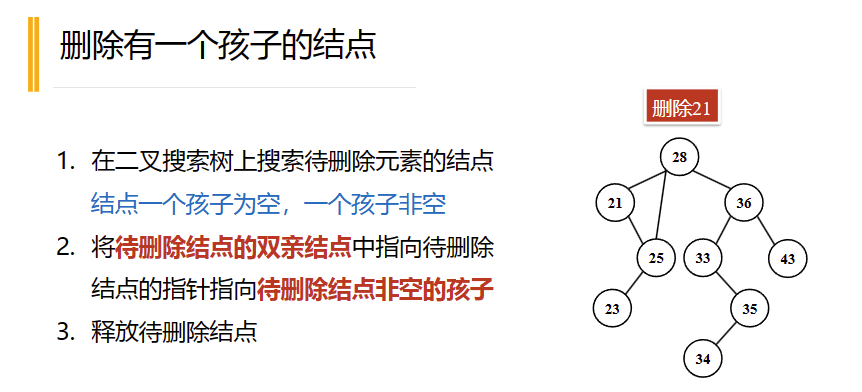 删除有一个孩子的结点
删除21
1. 在二叉搜索树上搜索待删除元素的结点
结点一个孩子为空，一个孩子非空
2. 将待删除结点的双亲结点中指向待删除
结点的指针指向待删除结点非空的孩子
3. 释放待删除结点
28
21 36
25 33 43
23 35
34